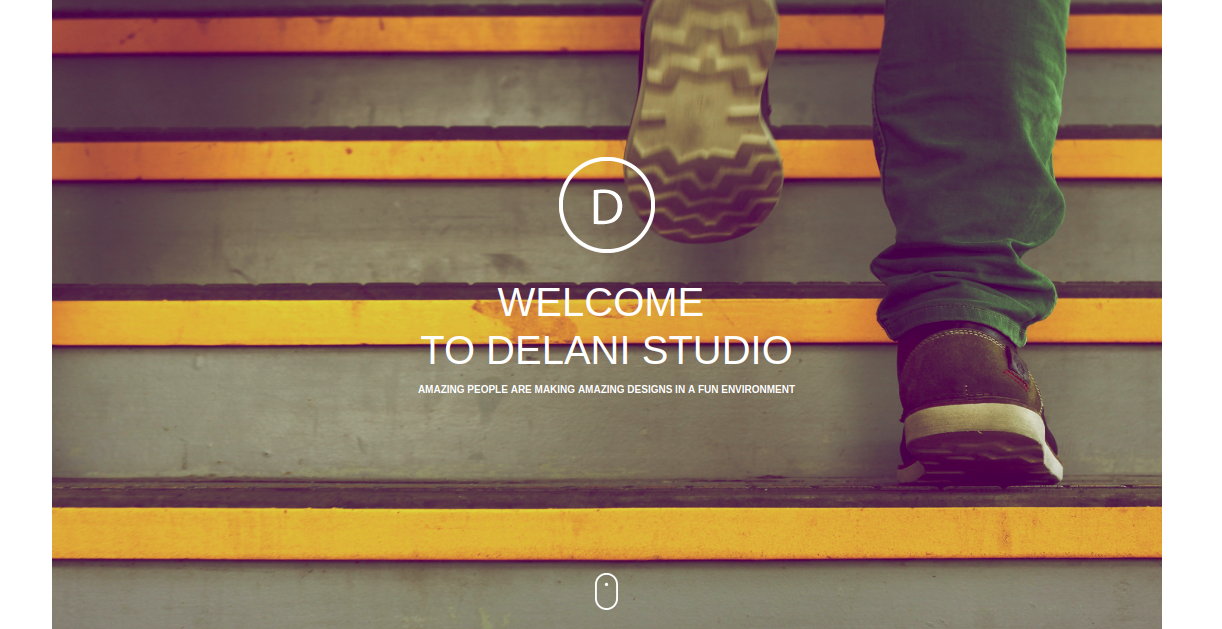 D
WELCOME
TO DELANI STUDIO
AMAZING PEOPLE ARE MAKING AMAZING DESIGNS IN A FUN ENVIRONMENT